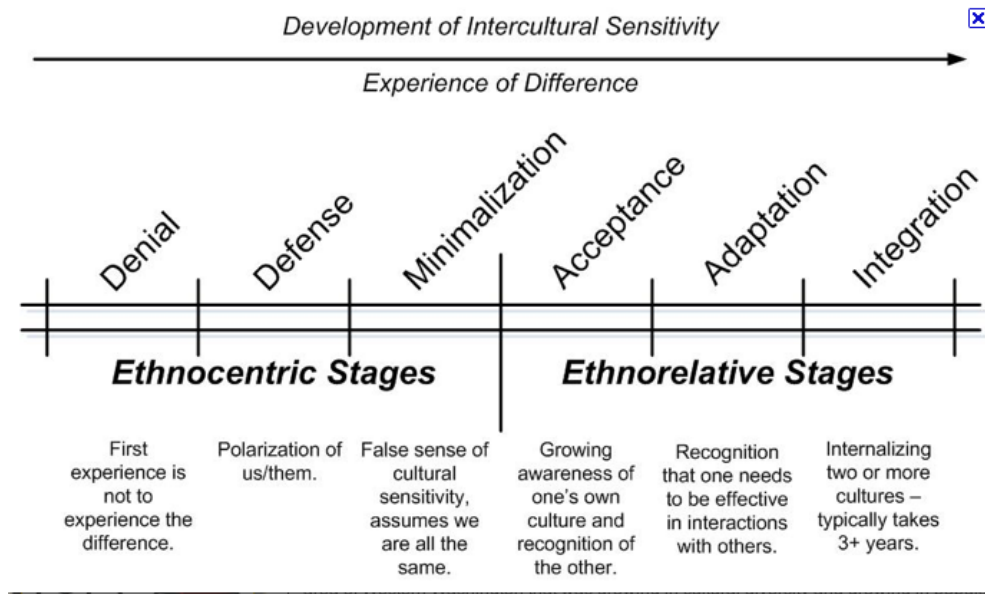 Development of Intercultural Sensitivity
Experience of Difference
Denial
Defense
Minimalization
Acceptance
Adaptation
Integration
Ethnocentric Stages
Ethnorelative Stages
First
experience is
not to
experience the
difference.
Polarization of
us/them.
False sense of
cultural
sensitivity,
assumes we
are all the
same.
Growing
awareness of
one's own
culture and
recognition of
the other.
Recognition
that one needs
to be effective
in interactions
with others.
Internalizing
two or more
cultures –
typically takes
3+ years.